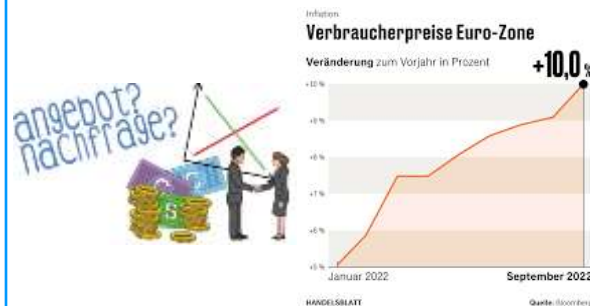 angebot?
nachfrage?
Inflation
Verbraucherpreise Euro-Zone
Veränderung zum Vorjahr in Prozent
+10,0 %
+10 %
+9 %
+8 %
+7 %
+6 %
+5 %
Januar 2022
September 2022
HANDELSBLATT
Quelle: Bloomberg